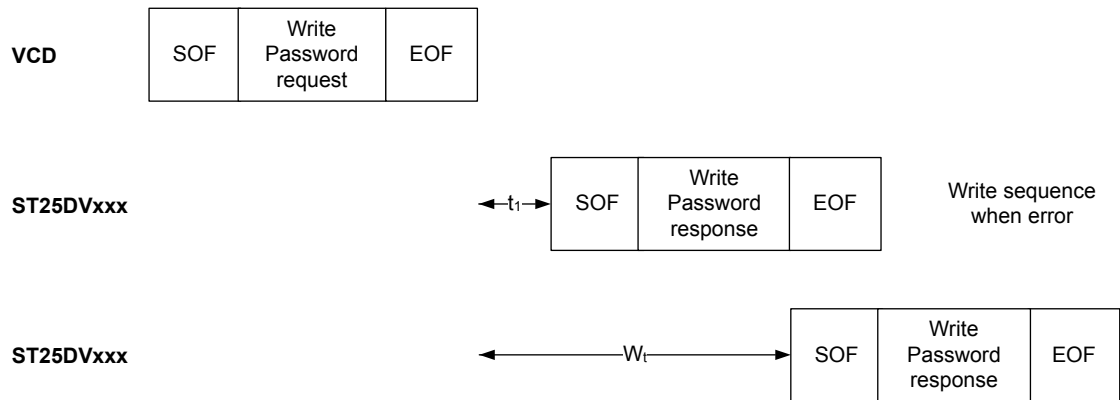 VCD
SOF
Write
Password
request
EOF
ST25DVxxx
t1
SOF
Write
Password
response
EOF
Write sequence
when error
ST25DVxxx
Wt
SOF
Write
Password
response
EOF